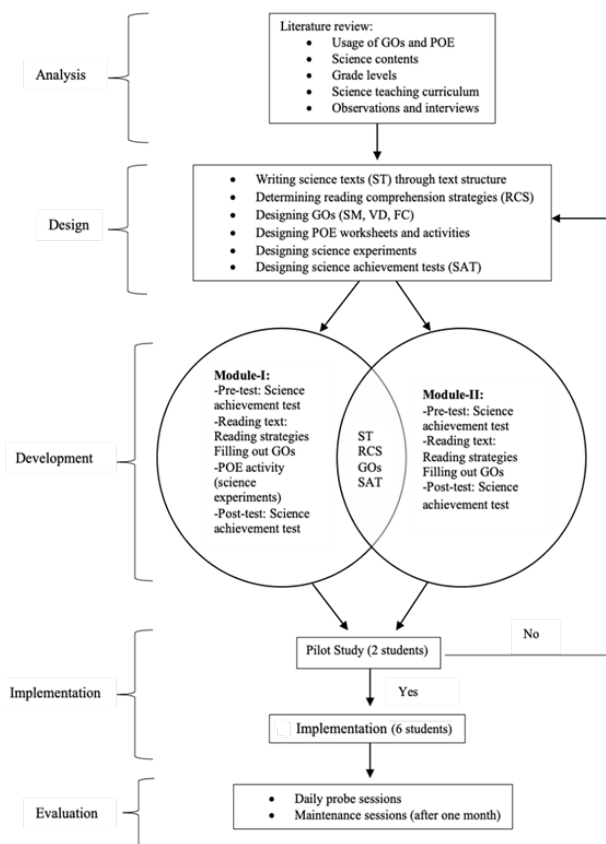 Analysis
Literature review:
• Usage of GOs and POE
• Science contents
• Grade levels
• Science teaching curriculum
• Observations and interviews
Design
• Writing science texts (ST) through text structure
• Determining reading comprehension strategies (RCS)
• Designing GOs (SM, VD, FC)
• Designing POE worksheets and activities
• Designing science experiments
• Designing science achievement tests (SAT)
Development
Module-I:
-Pre-test: Science
achievement test
-Reading text:
Reading strategies
Filling out GOs
-POE activity
(science
experiments)
-Post-test: Science
achievement test
ST
RCS
GOs
SAT
Module-II:
-Pre-test: Science
achievement test
-Reading text:
Reading strategies
Filling out GOs
-Post-test: Science
achievement test
Implementation
Pilot Study (2 students)
No
Yes
Implementation (6 students)
Evaluation
• Daily probe sessions
• Maintenance sessions (after one month)